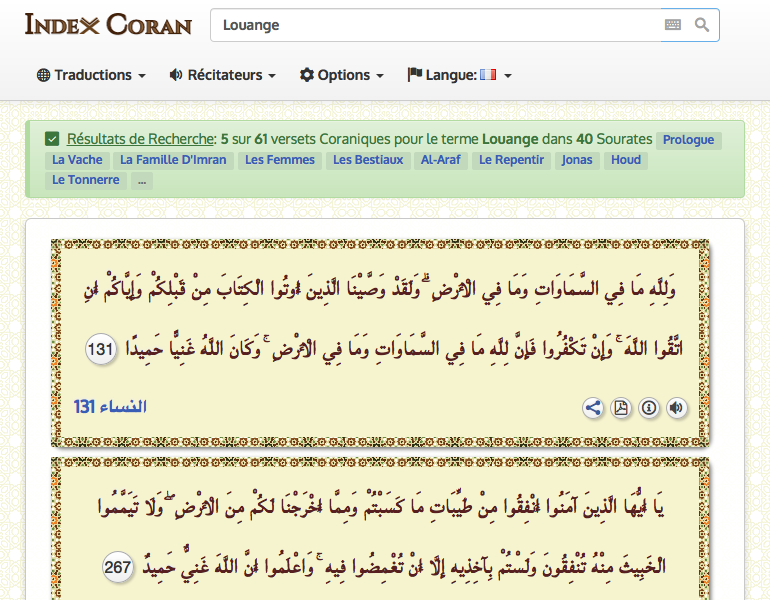 INDEX CORAN
Louange
Traductions Récitateurs Options Langue:
Résultats de Recherche: 5 sur 61 versets Coraniques pour le terme Louange dans 40 Sourates Prologue
La Vache La Famille D'Imran Les Femmes Les Bestiaux Al-Araf Le Repentir Jonas Houd
Le Tonnerre ...
وَلِلَّهِ مَا فِي السَّمَاوَاتِ وَمَا فِي الْأَرْضِ ۗ وَلَقَدْ وَصَّيْنَا الَّذِينَ أُوتُوا الْكِتَابَ مِنْ قَبْلِكُمْ وَإِيَّاكُمْ أَنِ
اتَّقُوا اللَّهَ ۚ وَإِنْ تَكْفُرُوا فَإِنَّ لِلَّهِ مَا فِي السَّمَاوَاتِ وَمَا فِي الْأَرْضِ ۚ وَكَانَ اللَّهُ غَنِيًّا حَمِيدًا 131
النساء 131
يَا أَيُّهَا الَّذِينَ آمَنُوا أَنْفِقُوا مِنْ طَيِّبَاتِ مَا كَسَبْتُمْ وَمِمَّا أَخْرَجْنَا لَكُمْ مِنَ الْأَرْضِ ۖ وَلَا تَيَمَّمُوا
الْخَبِيثَ مِنْهُ تُنْفِقُونَ وَلَسْتُمْ بِآخِذِيهِ إِلَّا أَنْ تُغْمِضُوا فِيهِ ۚ وَاعْلَمُوا أَنَّ اللَّهَ غَنِيٌّ حَمِيدٌ 267